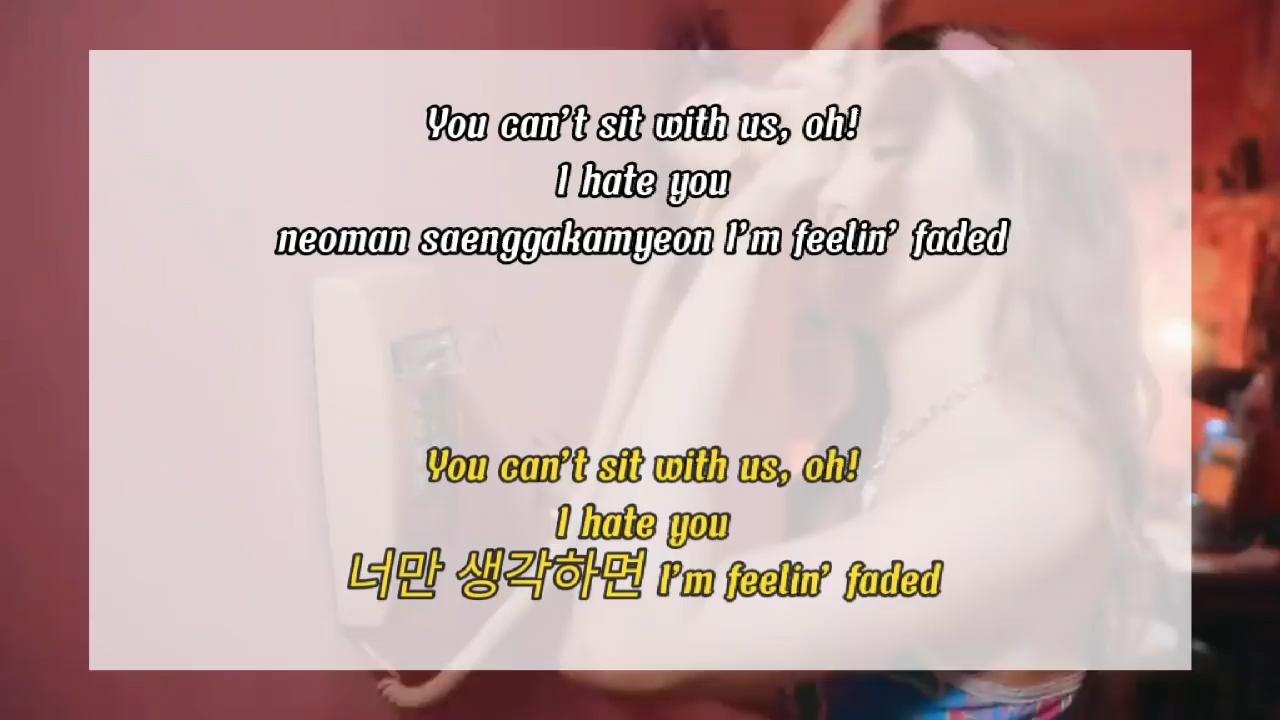 You can't sit with us, oh!
I hate you
neoman saenggakamyeon I'm feelin' faded
You can't sit with us, oh!
I hate you
너만 생각하면 I'm feelin' faded